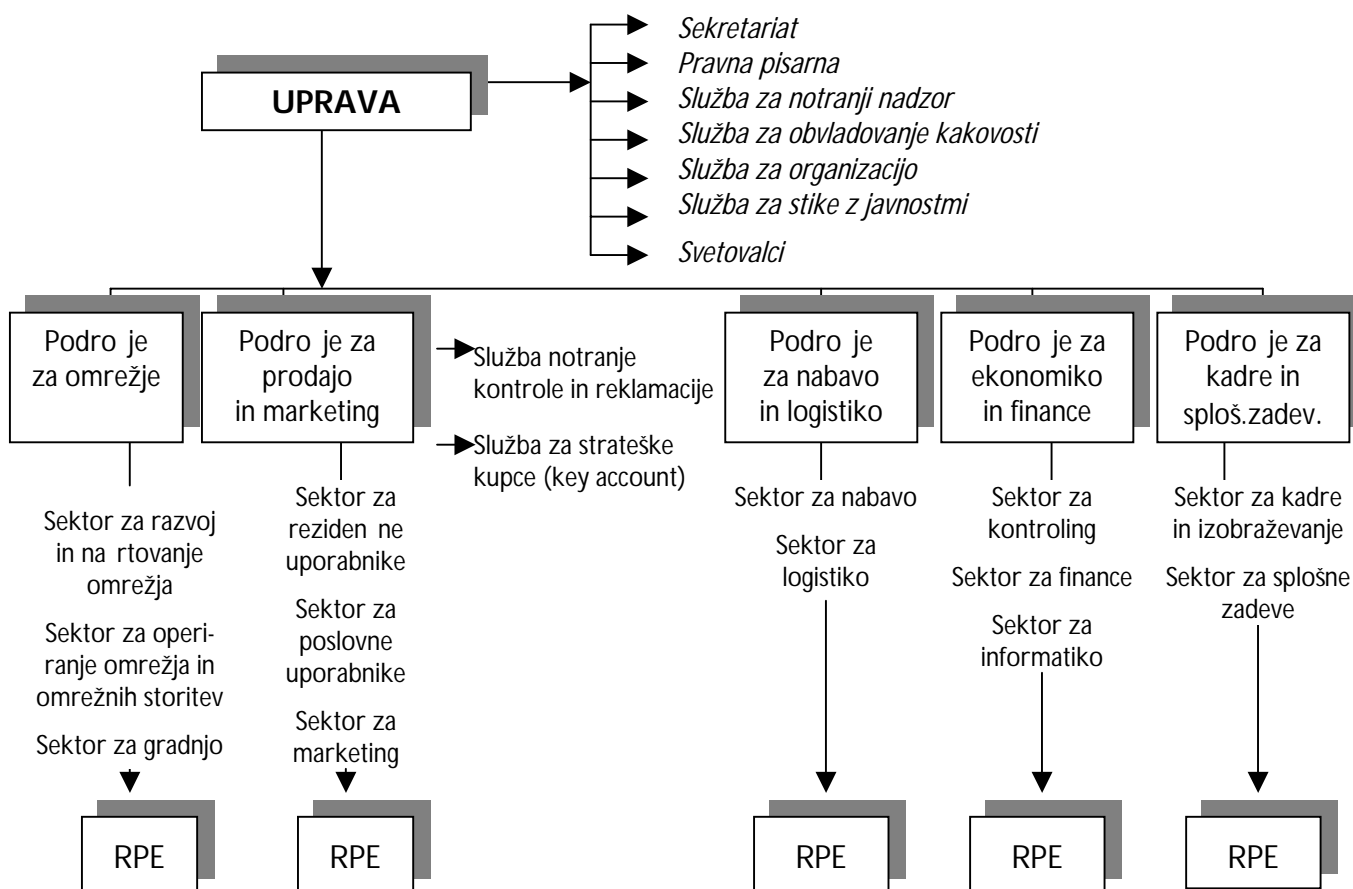 UPRAVA
Sekretariat
Pravna pisarna
Služba za notranji nadzor
Služba za obvladovanje kakovosti
Služba za organizacijo
Služba za stike z javnostmi
Svetovalci
Podro je
za omrežje
Podro je za
prodajo
in marketing
Služba notranje
kontrole in reklamacije
Služba za strateške
kupce (key account)
Podro je
za nabavo
in logistiko
Podro je za
ekonomiko
in finance
Podro je za
kadre in
sploš.zadev.
Sektor za razvoj
in na rtovanje
omrežja
Sektor za operi-
ranje omrežja in
omrežnih storitev
Sektor za gradnjo
Sektor za
reziden ne
uporabnike
Sektor za
poslovne
uporabnike
Sektor za
marketing
Sektor za nabavo
Sektor za
logistiko
Sektor za
kontroling
Sektor za finance
Sektor za
informatiko
Sektor za kadre
in izobraževanje
Sektor za splošne
zadeve
RPE
RPE
RPE
RPE
RPE